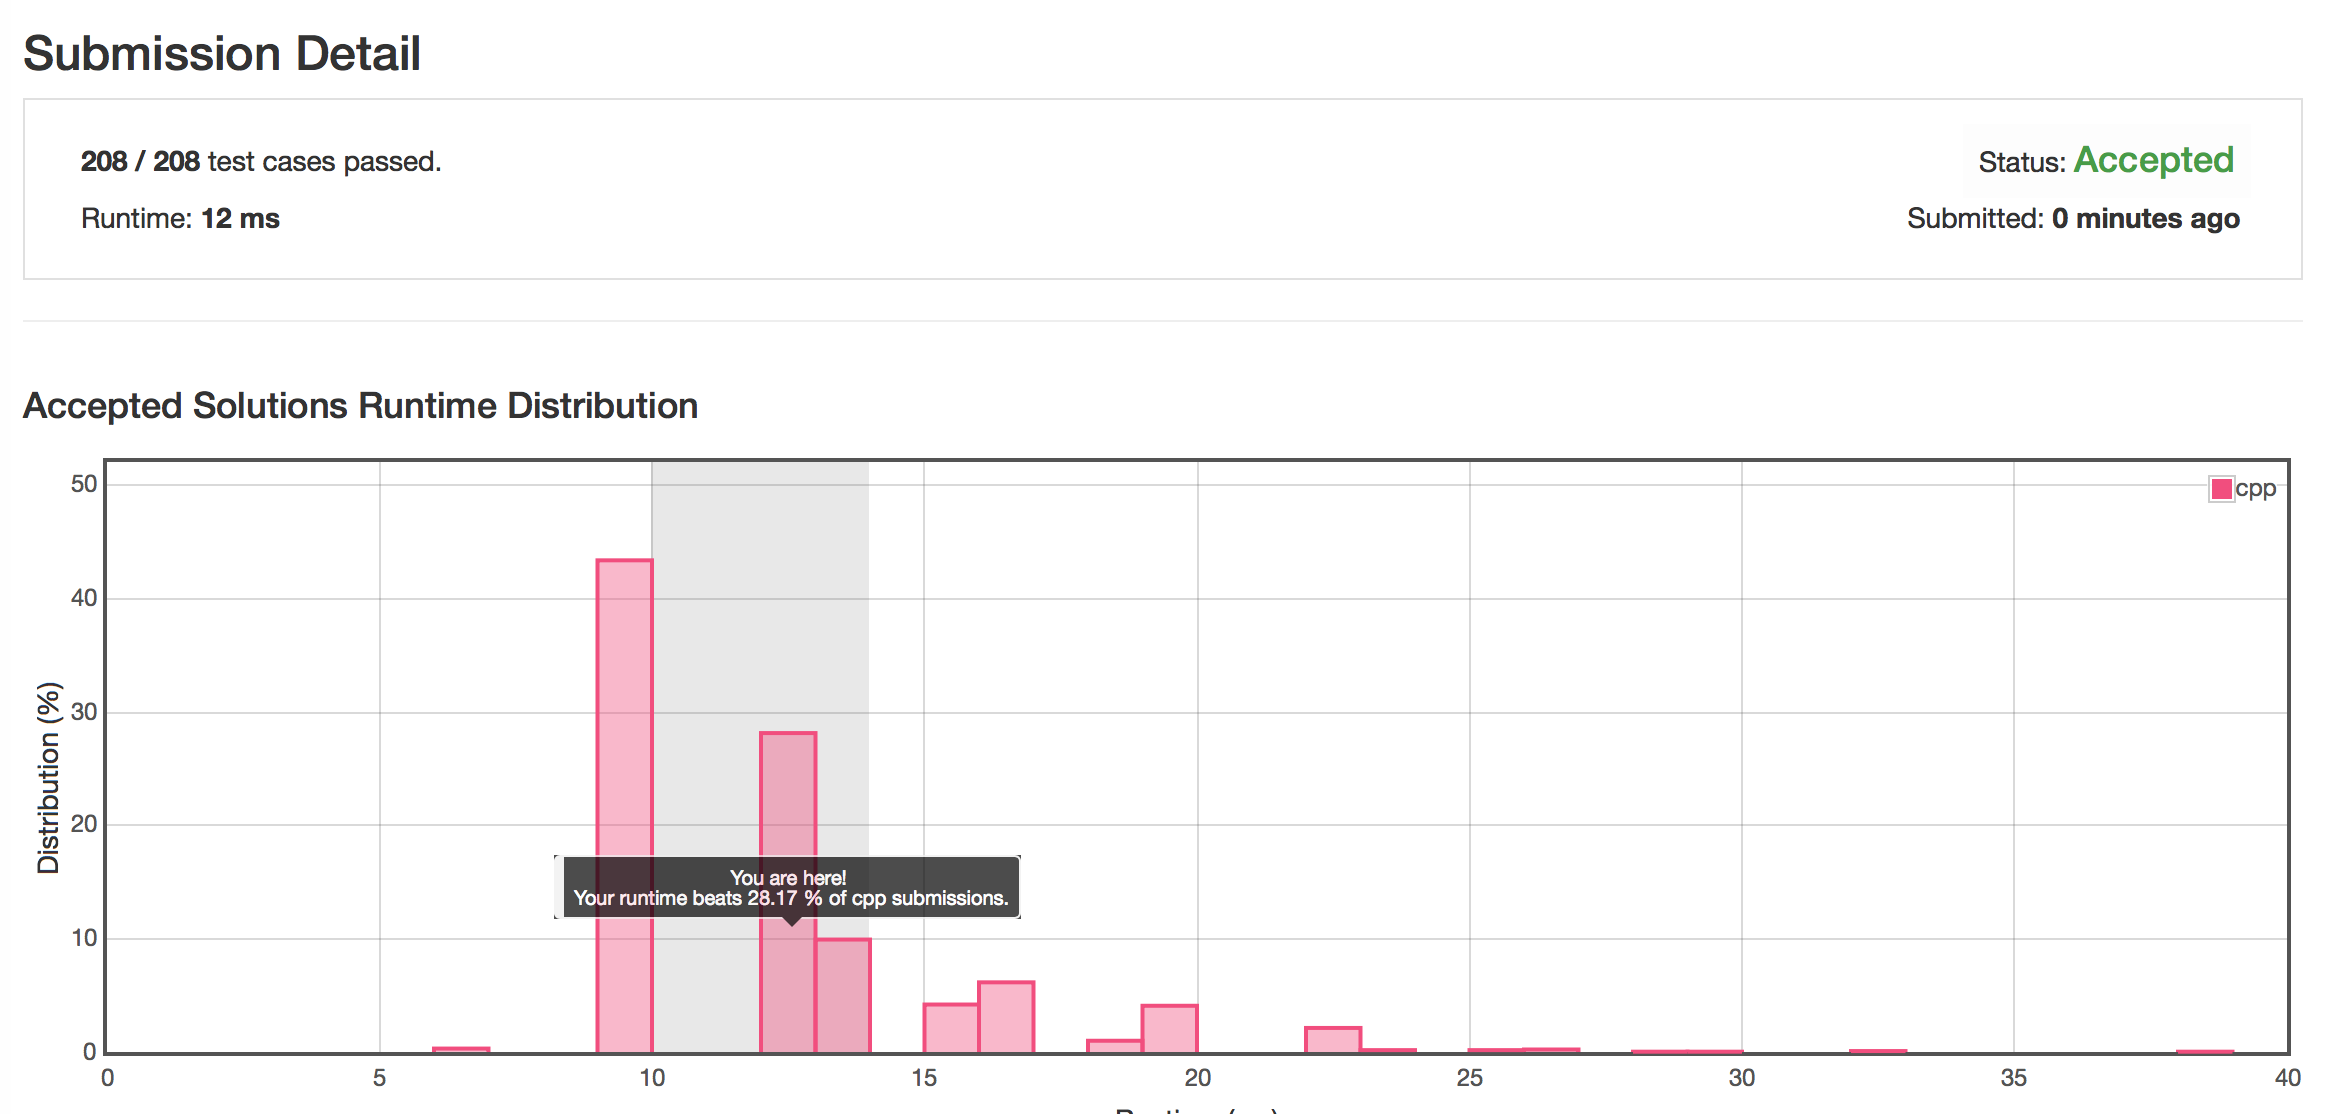 Submission Detail
208 / 208 test cases passed.
Status: Accepted
Runtime: 12 ms
Submitted: 0 minutes ago
Accepted Solutions Runtime Distribution
50
cpp
40
30
20
10
0
Distribution (%)
You are here!
Your runtime beats 28.17 % of cpp submissions.
0 5 10 15 20 25 30 35 40